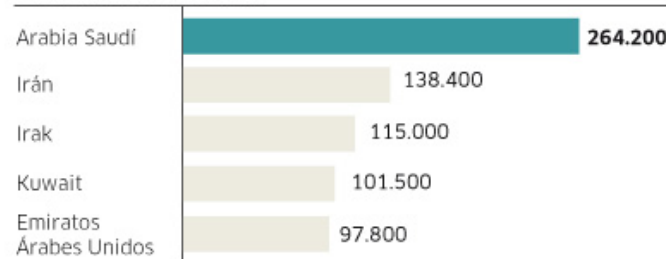 Arabia Saudí 264.200
Irán 138.400
Irak 115.000
Kuwait 101.500
Emiratos
Árabes Unidos 97.800